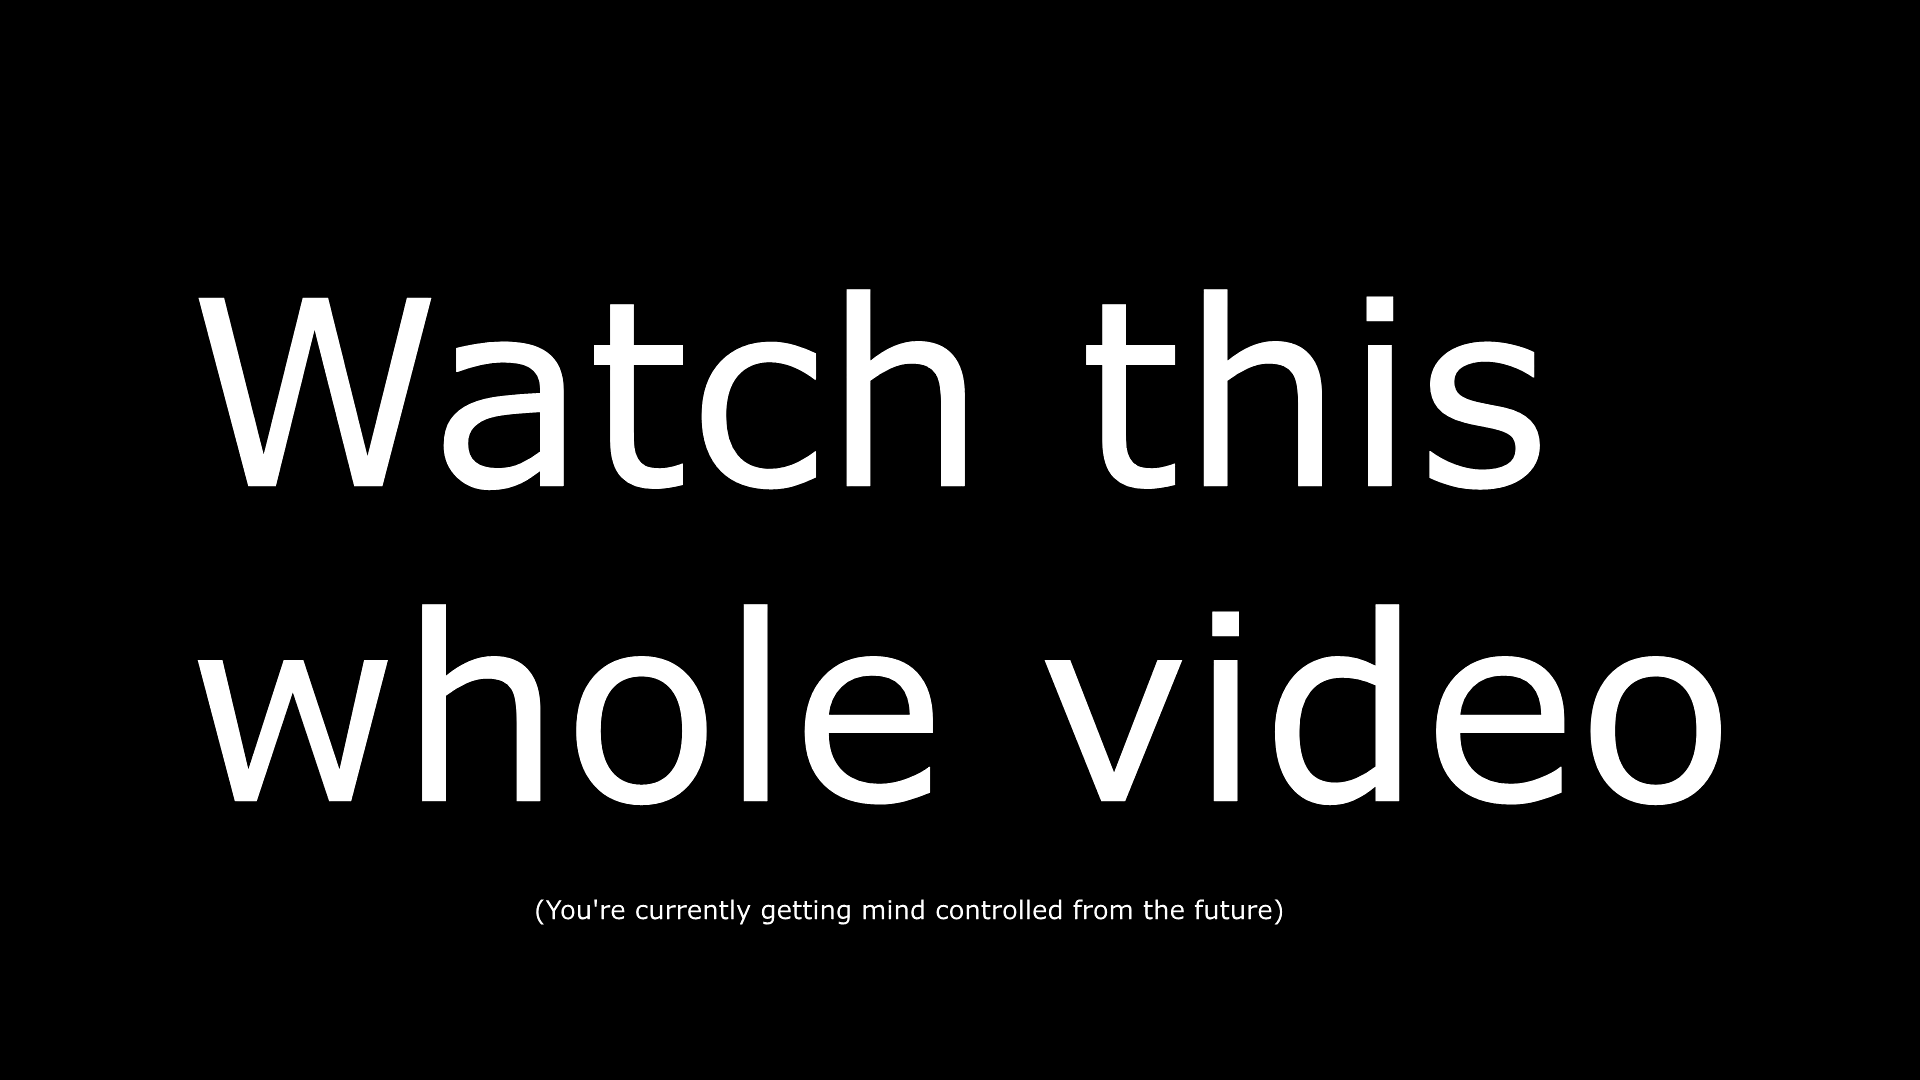 Watch this
whole video
(You're currently getting mind controlled from the future)